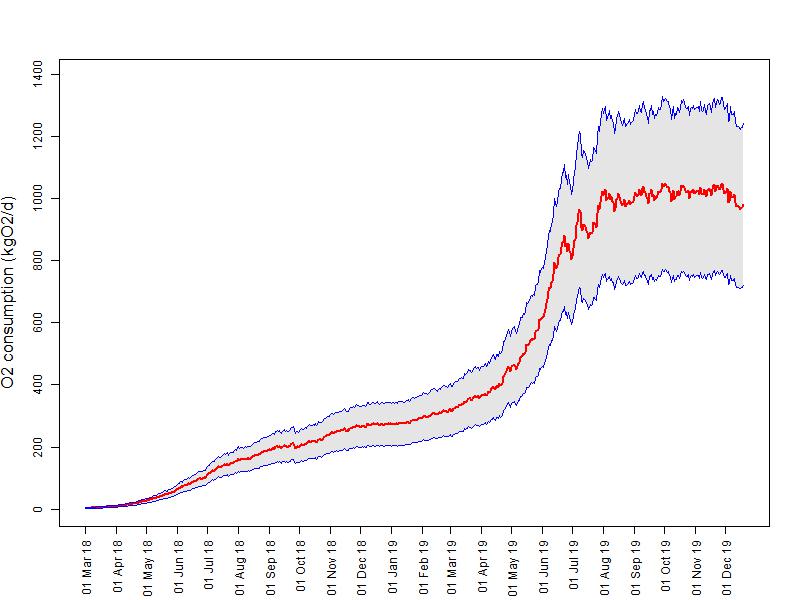 O2 consumption (kgO2/d)
1400
1200
1000
800
600
400
200
0
01 Mar 18
01 Apr 18
01 May 18
01 Jun 18
01 Jul 18
01 Aug 18
01 Sep 18
01 Oct 18
01 Nov 18
01 Dec 18
01 Jan 19
01 Feb 19
01 Mar 19
01 Apr 19
01 May 19
01 Jun 19
01 Jul 19
01 Aug 19
01 Sep 19
01 Oct 19
01 Nov 19
01 Dec 19